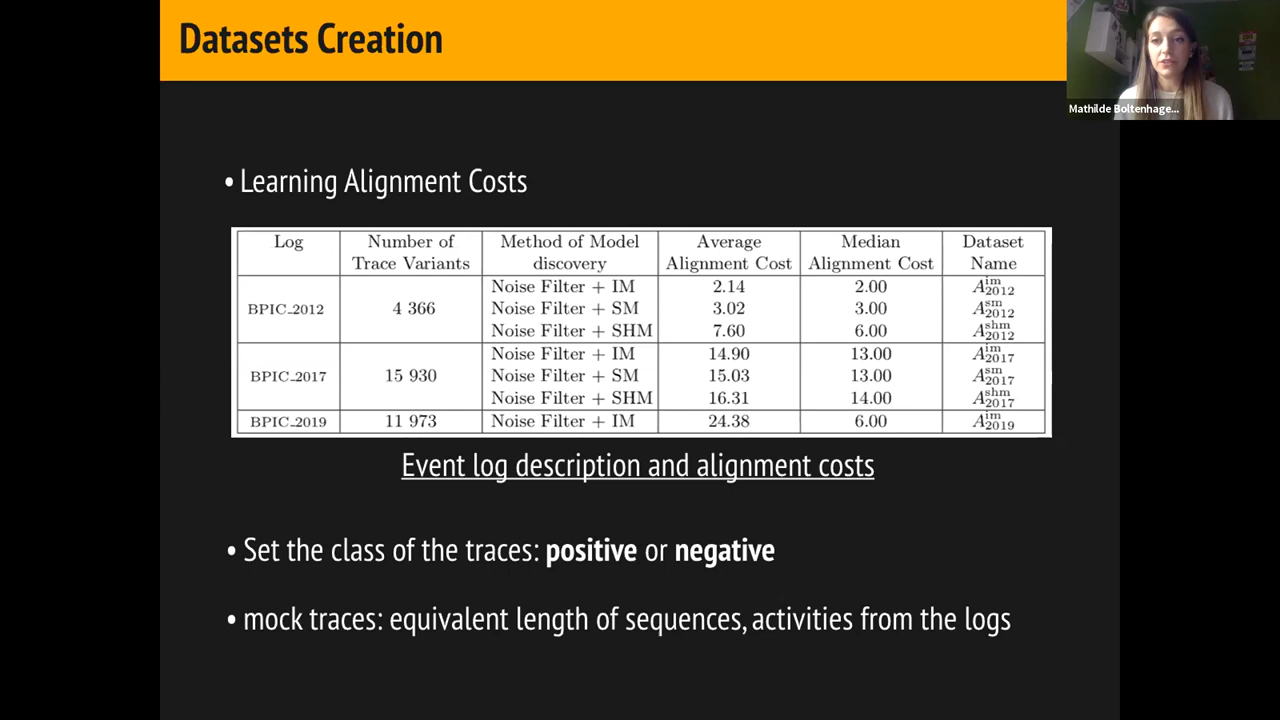 Datasets Creation
Mathilde Boltenhage...
• Learning Alignment Costs
Log Number of Trace Variants Method of Model discovery Average Alignment Cost Median Alignment Cost Dataset Name
BPIC_2012 4 366 Noise Filter + IM 2.14 2.00 A^im_2012
Noise Filter + SM 3.02 3.00 A^sm_2012
Noise Filter + SHM 7.60 6.00 A^shm_2012
BPIC_2017 15 930 Noise Filter + IM 14.90 13.00 A^im_2017
Noise Filter + SM 15.03 13.00 A^sm_2017
Noise Filter + SHM 16.31 14.00 A^shm_2017
BPIC_2019 11 973 Noise Filter + IM 24.38 6.00 A^im_2019
Event log description and alignment costs
• Set the class of the traces: positive or negative
• mock traces: equivalent length of sequences, activities from the logs